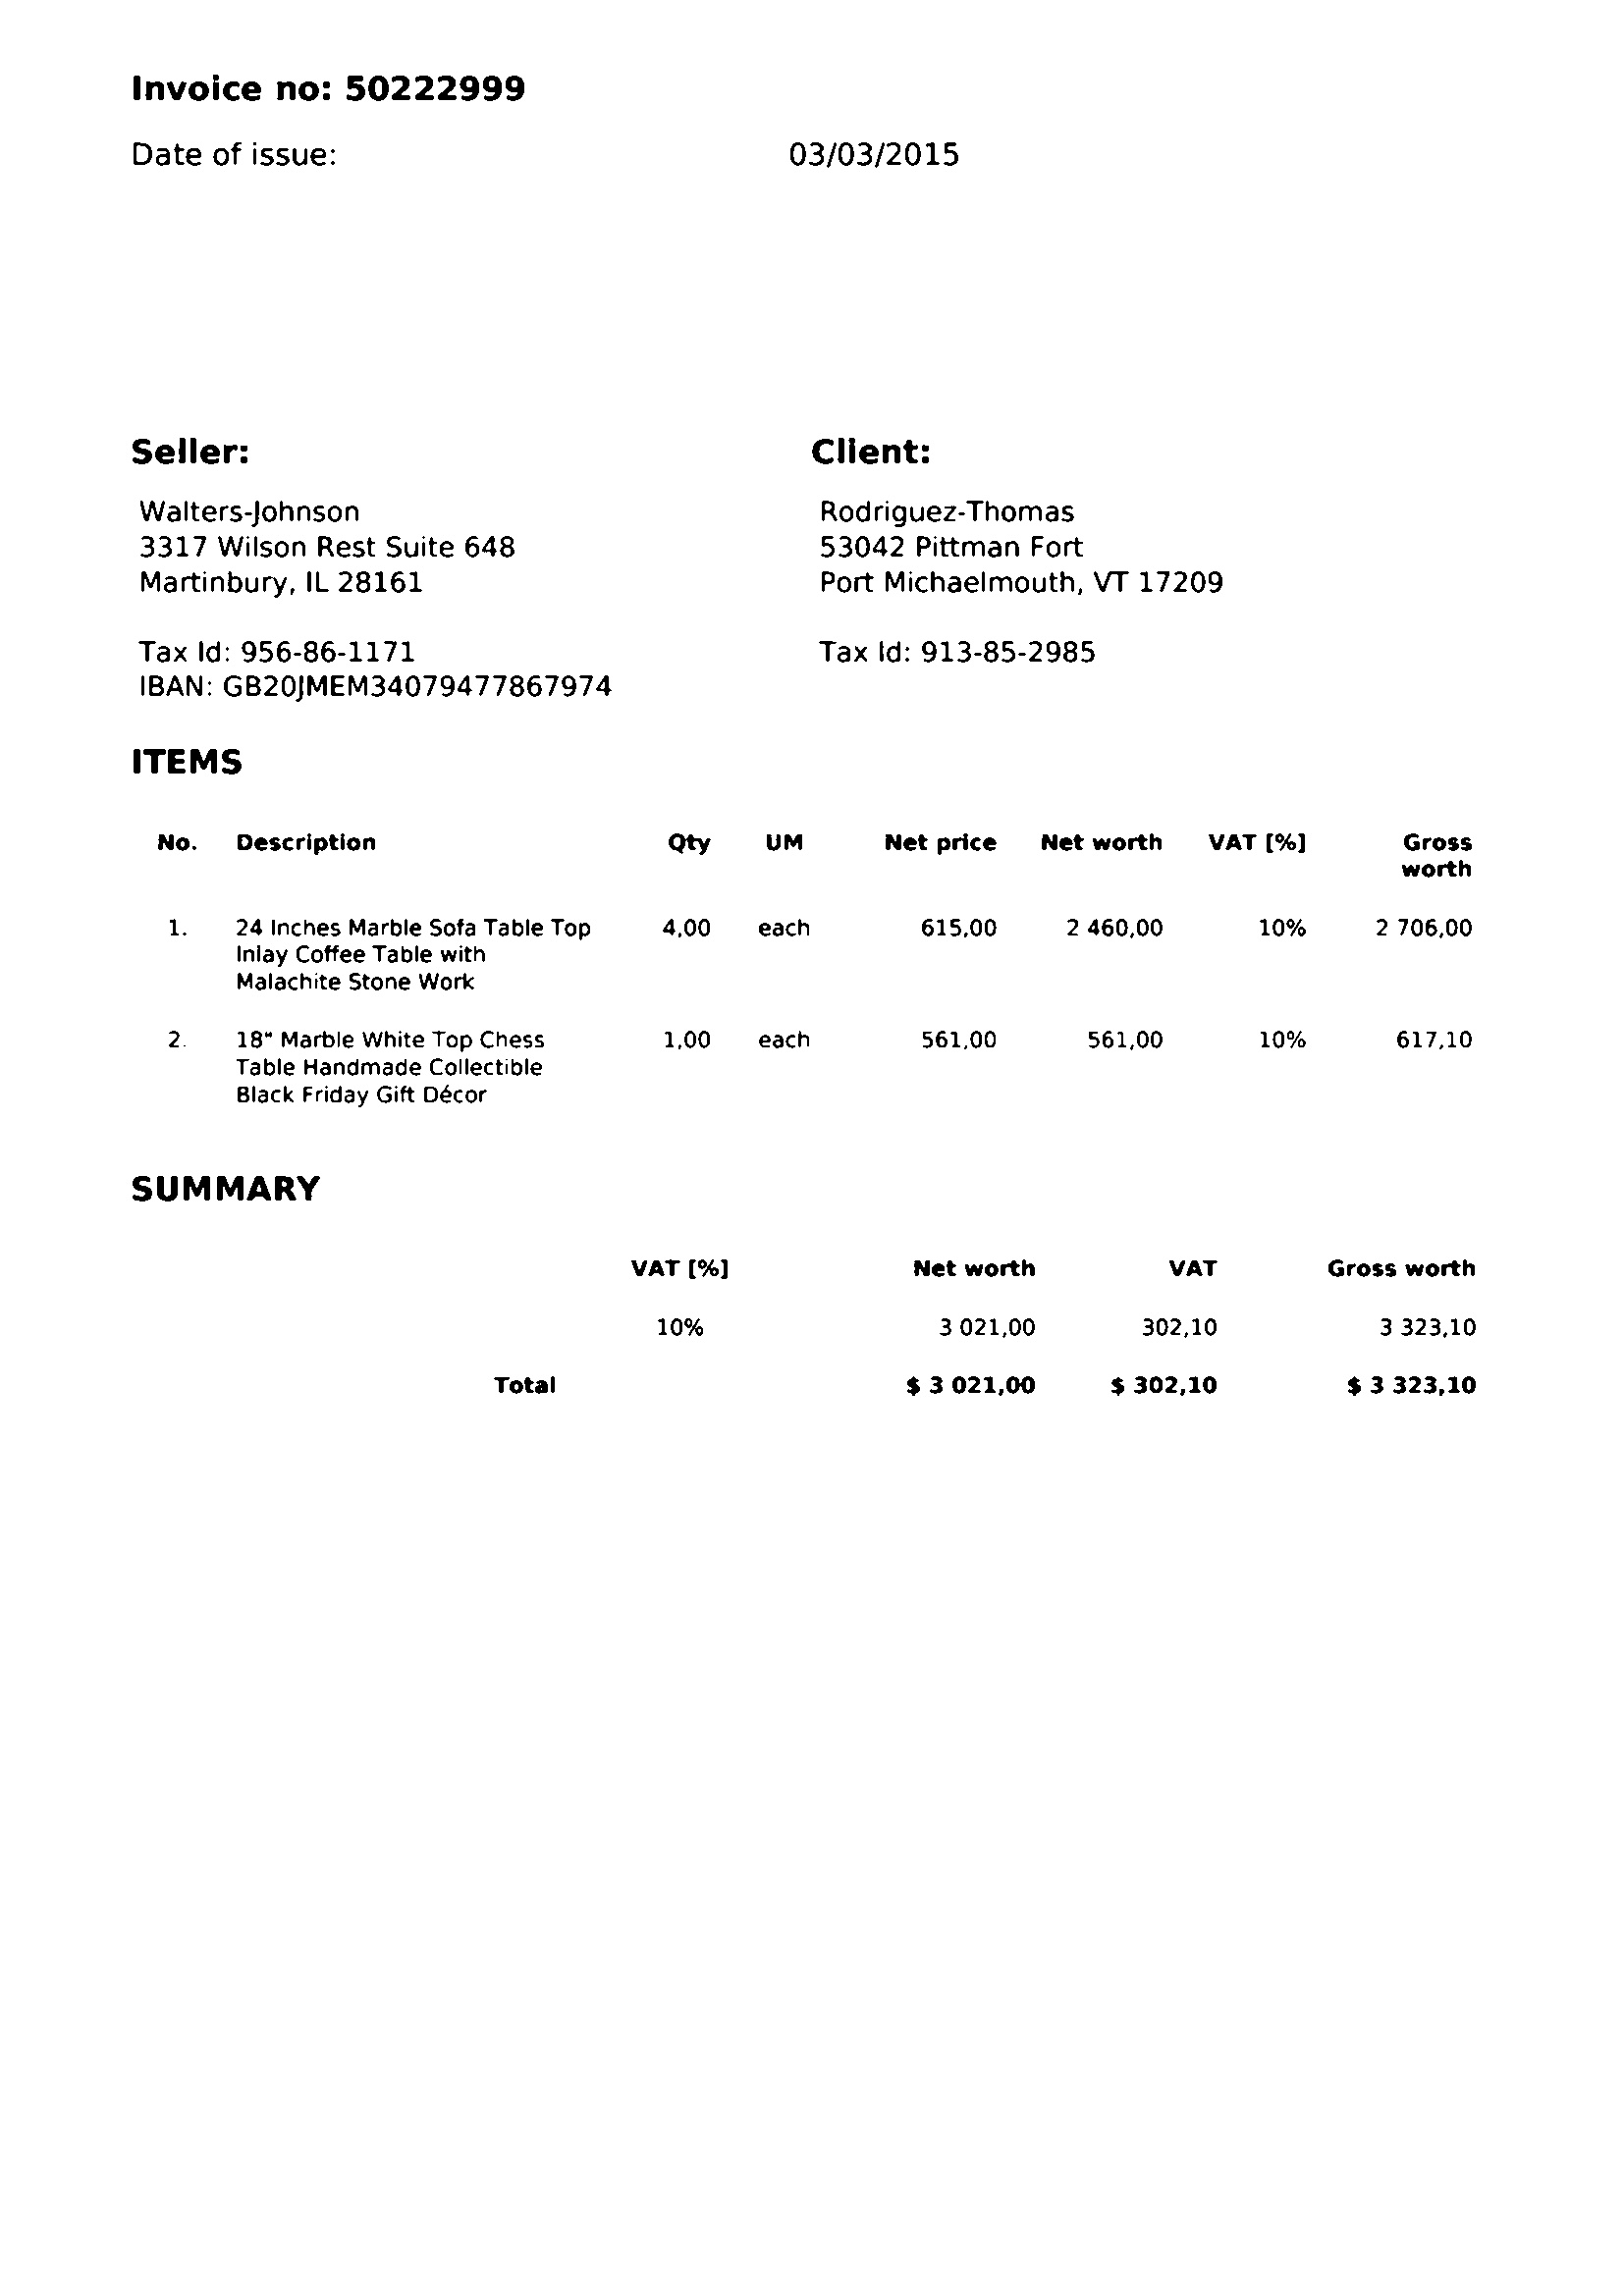 Invoice no: 50222999
Date of issue: 03/03/2015
Seller:
Walters-Johnson
3317 Wilson Rest Suite 648
Martinbury, IL 28161
Tax Id: 956-86-1171
IBAN: GB20JMEM34079477867974
Client:
Rodriguez-Thomas
53042 Pittman Fort
Port Michaelmouth, VT 17209
Tax Id: 913-85-2985
ITEMS
No. Description Qty UM Net price Net worth VAT [%] Gross
worth
1. 24 Inches Marble Sofa Table Top 4,00 each 615,00 2 460,00 10% 2 706,00
Inlay Coffee Table with
Malachite Stone Work
2. 18" Marble White Top Chess 1,00 each 561,00 561,00 10% 617,10
Table Handmade Collectible
Black Friday Gift Décor
SUMMARY
VAT [%] Net worth VAT Gross worth
10% 3 021,00 302,10 3 323,10
Total $ 3 021,00 $ 302,10 $ 3 323,10